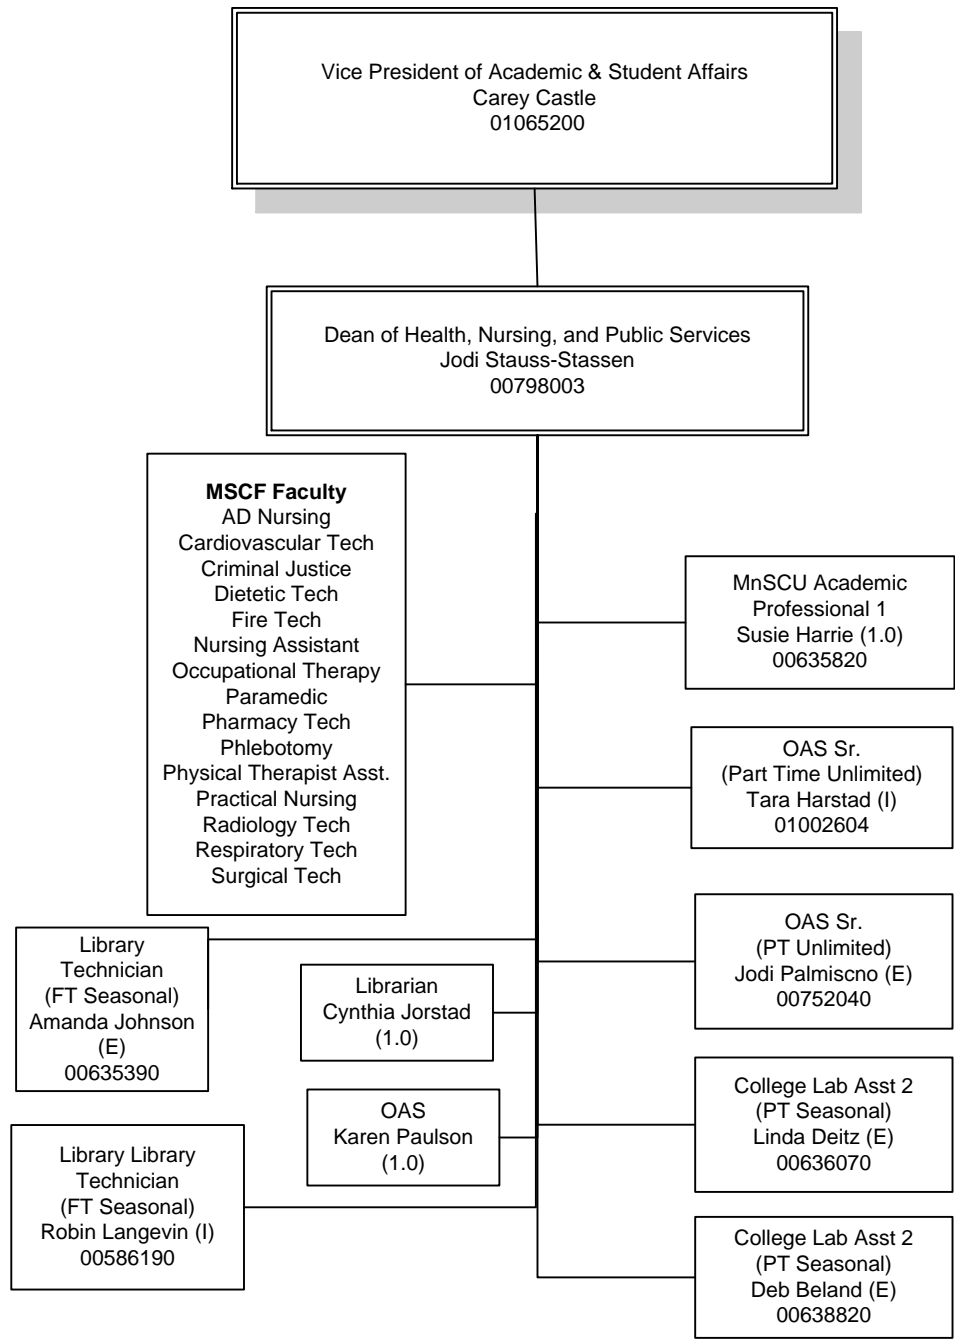 Vice President of Academic & Student Affairs
Carey Castle
01065200
Dean of Health, Nursing, and Public Services
Jodi Stauss-Stassen
00798003
MSCF Faculty
AD Nursing
Cardiovascular Tech
Criminal Justice
Dietetic Tech
Fire Tech
Nursing Assistant
Occupational Therapy
Paramedic
Pharmacy Tech
Phlebotomy
Physical Therapist Asst.
Practical Nursing
Radiology Tech
Respiratory Tech
Surgical Tech
MnSCU Academic
Professional 1
Susie Harrie (1.0)
00635820
OAS Sr.
(Part Time Unlimited)
Tara Harstad (I)
01002604
OAS Sr.
(PT Unlimited)
Jodi Palmiscno (E)
00752040
Library
Technician
(FT Seasonal)
Amanda Johnson
(E)
00635390
Librarian
Cynthia Jorstad
(1.0)
OAS
Karen Paulson
(1.0)
College Lab Asst 2
(PT Seasonal)
Linda Deitz (E)
00636070
Library Library
Technician
(FT Seasonal)
Robin Langevin (I)
00586190
College Lab Asst 2
(PT Seasonal)
Deb Beland (E)
00638820